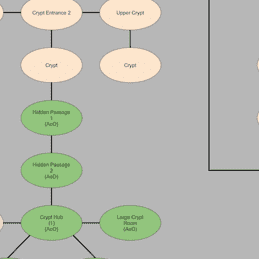 Crypt Entrance 2
Upper Crypt
Crypt
Crypt
Hidden Passage
1
(AoD)
Hidden Passage
2
(AoD)
Crypt Hub
(1)
(AoD)
Large Crypt
Room
(AoD)